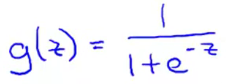 g(z) = 1 / (1 + e^{-z})